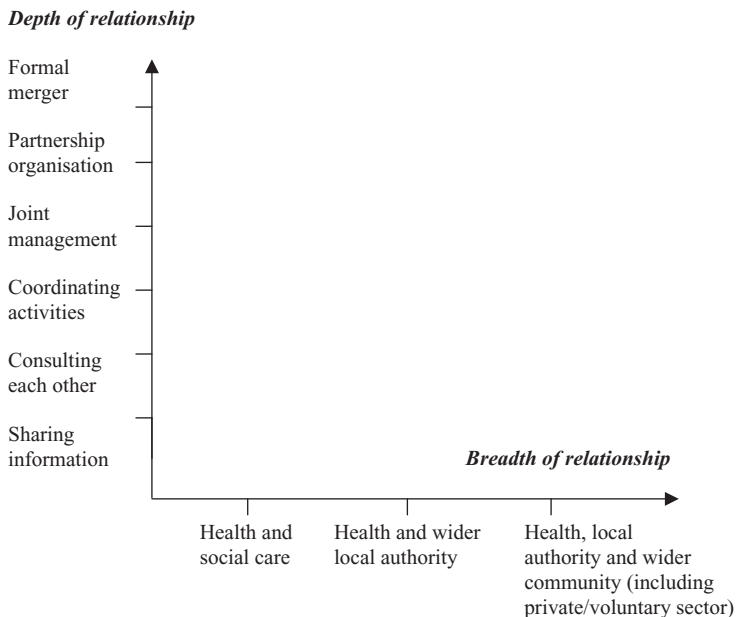 Depth of relationship
Formal
merger
Partnership
organisation
Joint
management
Coordinating
activities
Consulting
each other
Sharing
information
Breadth of relationship
Health and
social care
Health and wider
local authority
Health, local
authority and wider
community (including
private/voluntary sector)